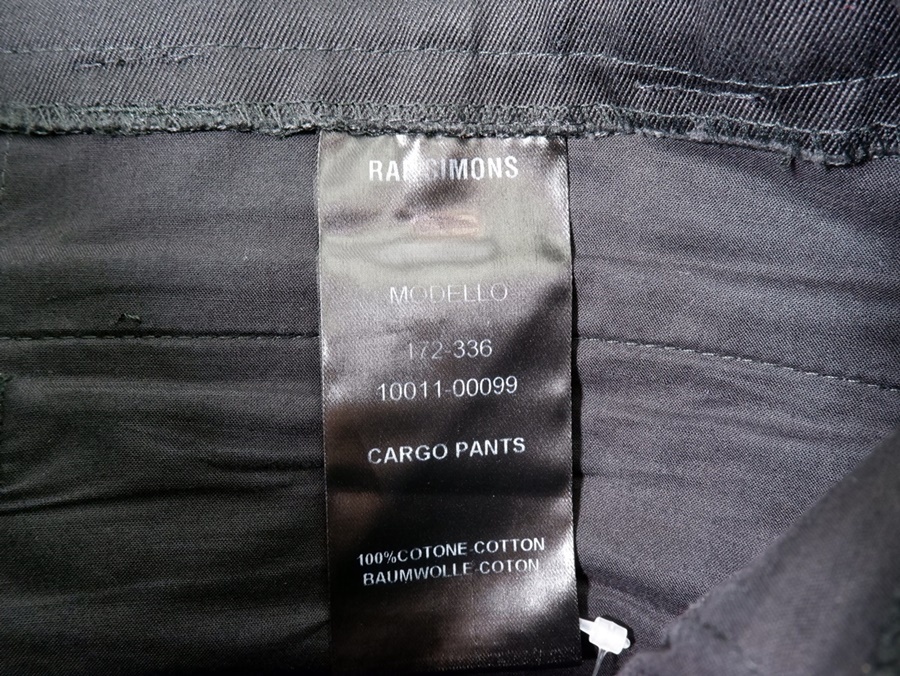 RAF SIMONS
MODELLO
172-336
10011-00099
CARGO PANTS
100%COTONE-COTTON
BAUMWOLLE-COTON